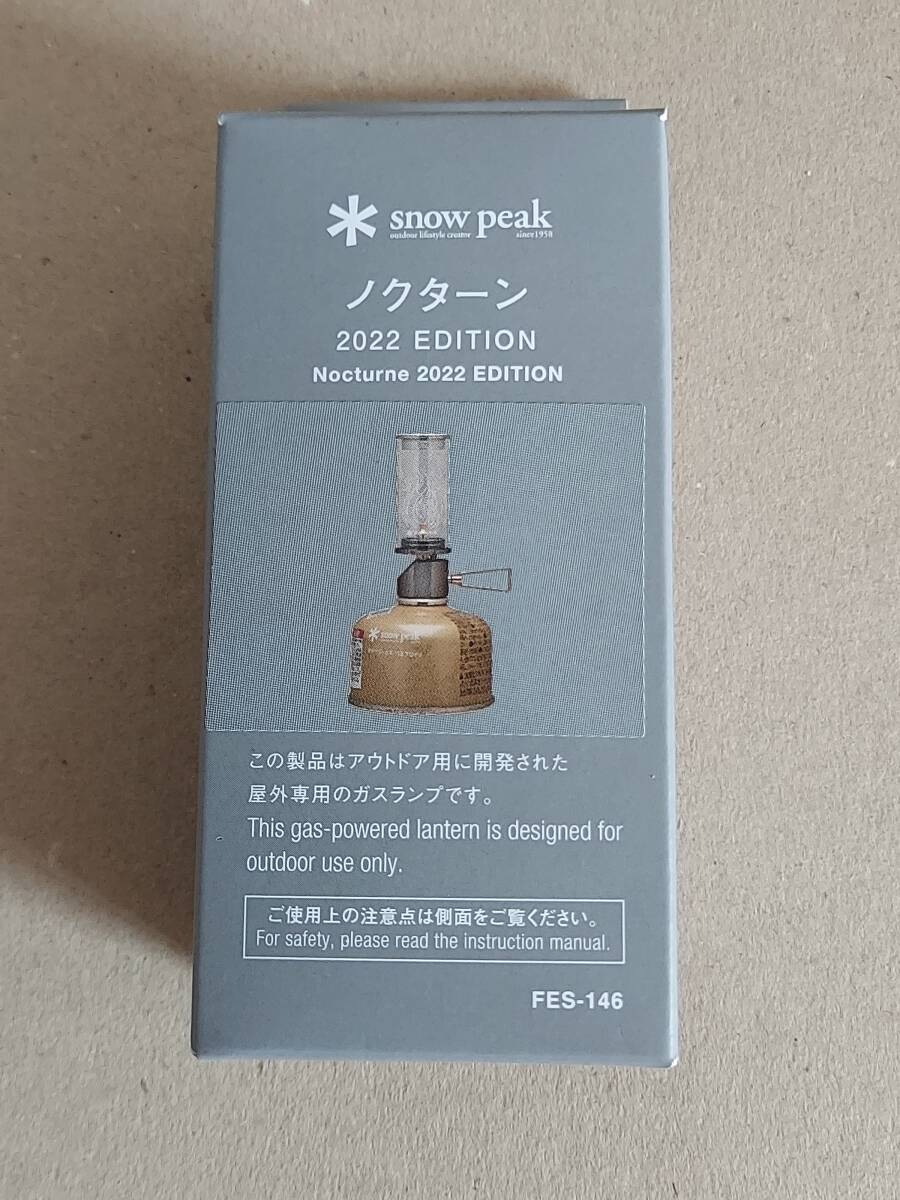 snow peak
outdoor lifestyle creator since1958
ノクターン
2022 EDITION
Nocturne 2022 EDITION
snow peak
この製品はアウトドア用に開発された
屋外専用のガスランプです。
This gas-powered lantern is designed for
outdoor use only.
ご使用上の注意点は側面をご覧ください。
For safety, please read the instruction manual.
FES-146